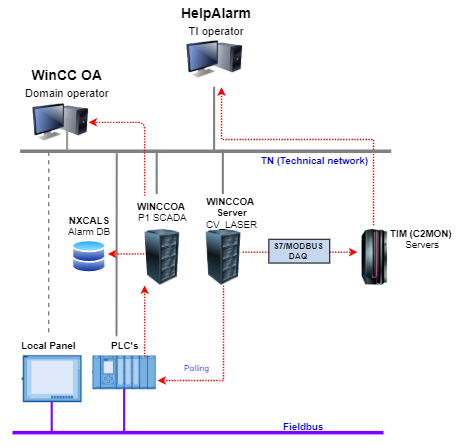 HelpAlarm
TI operator
WinCC OA
Domain operator
TN (Technical network)
NXCALS
Alarm DB
WINCCOA
P1 SCADA
WINCCOA
Server
CV_LASER
S7/MODBUS
DAQ
TIM (C2MON)
Servers
Local Panel
PLC's
Polling
Fieldbus